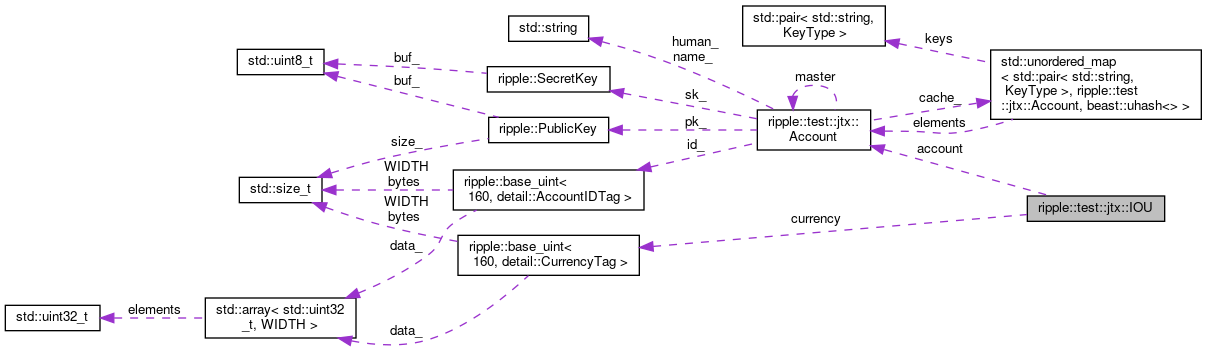 std::string
std::pair< std::string,
KeyType >
keys
human_
name_
std::uint8_t
buf_
buf_
ripple::SecretKey
std::unordered_map
< std::pair< std::string,
KeyType >, ripple::test
::jtx::Account, beast::uhash<> >
master
sk_
cache_
elements
ripple::PublicKey
pk_
ripple::test::jtx::
Account
size_
id_
account
WIDTH
bytes
std::size_t
ripple::base_uint<
160, detail::AccountIDTag >
WIDTH
bytes
ripple::test::jtx::IOU
currency
data_
ripple::base_uint<
160, detail::CurrencyTag >
elements
std::uint32_t
std::array< std::uint32
_t, WIDTH >
data_